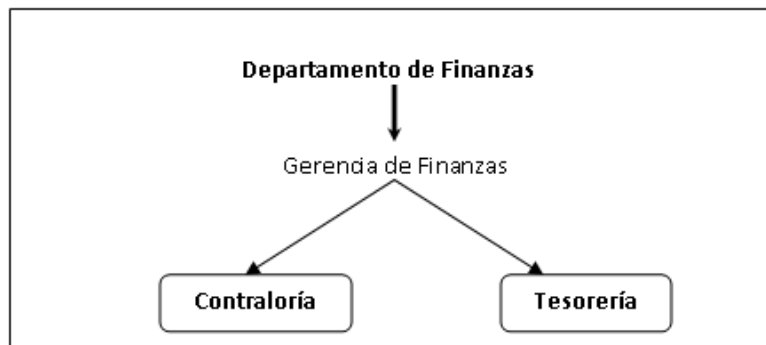 Departamento de Finanzas
Gerencia de Finanzas
Contraloría
Tesorería